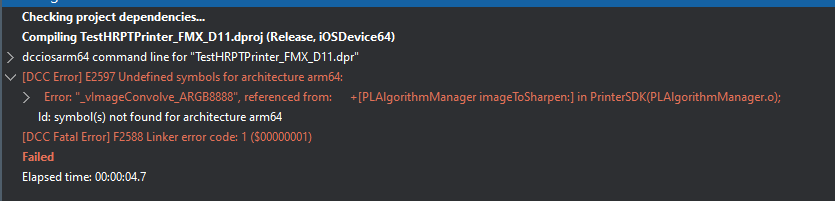 Checking project dependencies...
Compiling TestHRPTPrinter_FMX_D11.dproj (Release, iOSDevice64)
dcciosarm64 command line for "TestHRPTPrinter_FMX_D11.dpr"
[DCC Error] E2597 Undefined symbols for architecture arm64:
Error: "_vImageConvolve_ARGB8888", referenced from: +[PLAlgorithmManager imageToSharpen:] in PrinterSDK(PLAlgorithmManager.o);
ld: symbol(s) not found for architecture arm64
[DCC Fatal Error] F2588 Linker error code: 1 ($00000001)
Failed
Elapsed time: 00:00:04.7